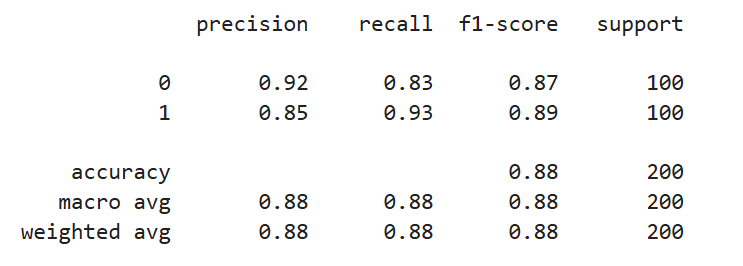 precision recall f1-score support
0 0.92 0.83 0.87 100
1 0.85 0.93 0.89 100
accuracy 0.88 200
macro avg 0.88 0.88 0.88 200
weighted avg 0.88 0.88 0.88 200